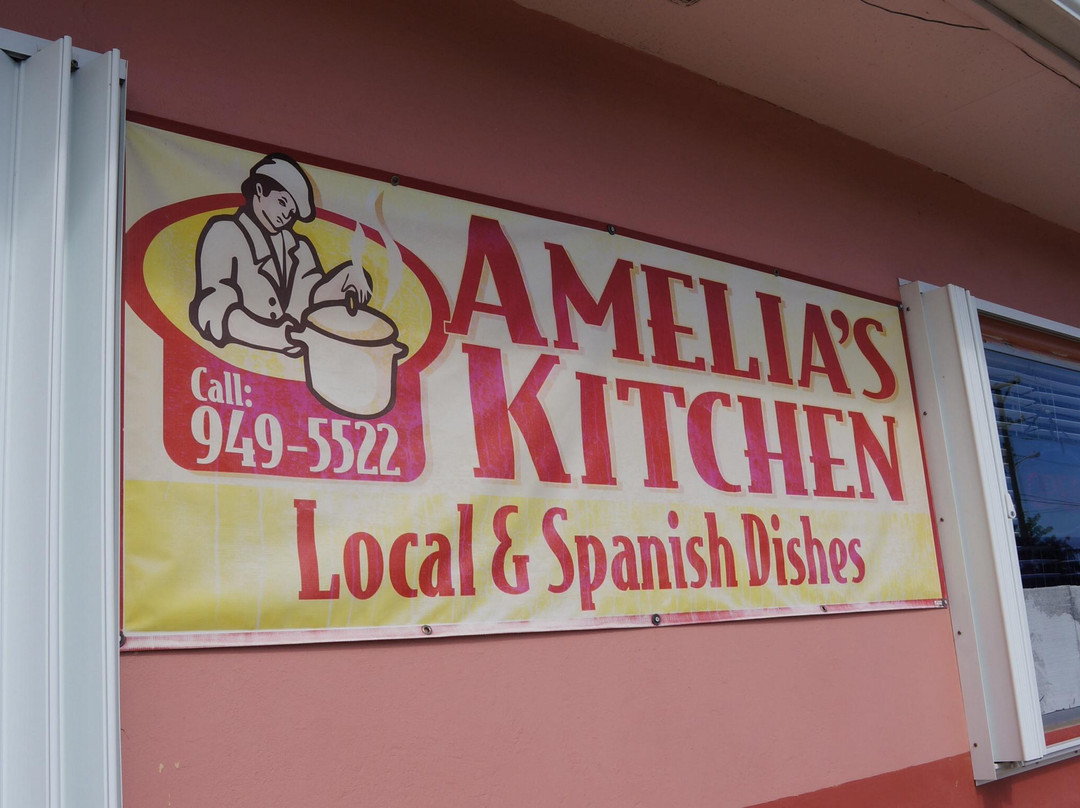 AMELIA'S
KITCHEN
Call:
949-5522
Local & Spanish Dishes